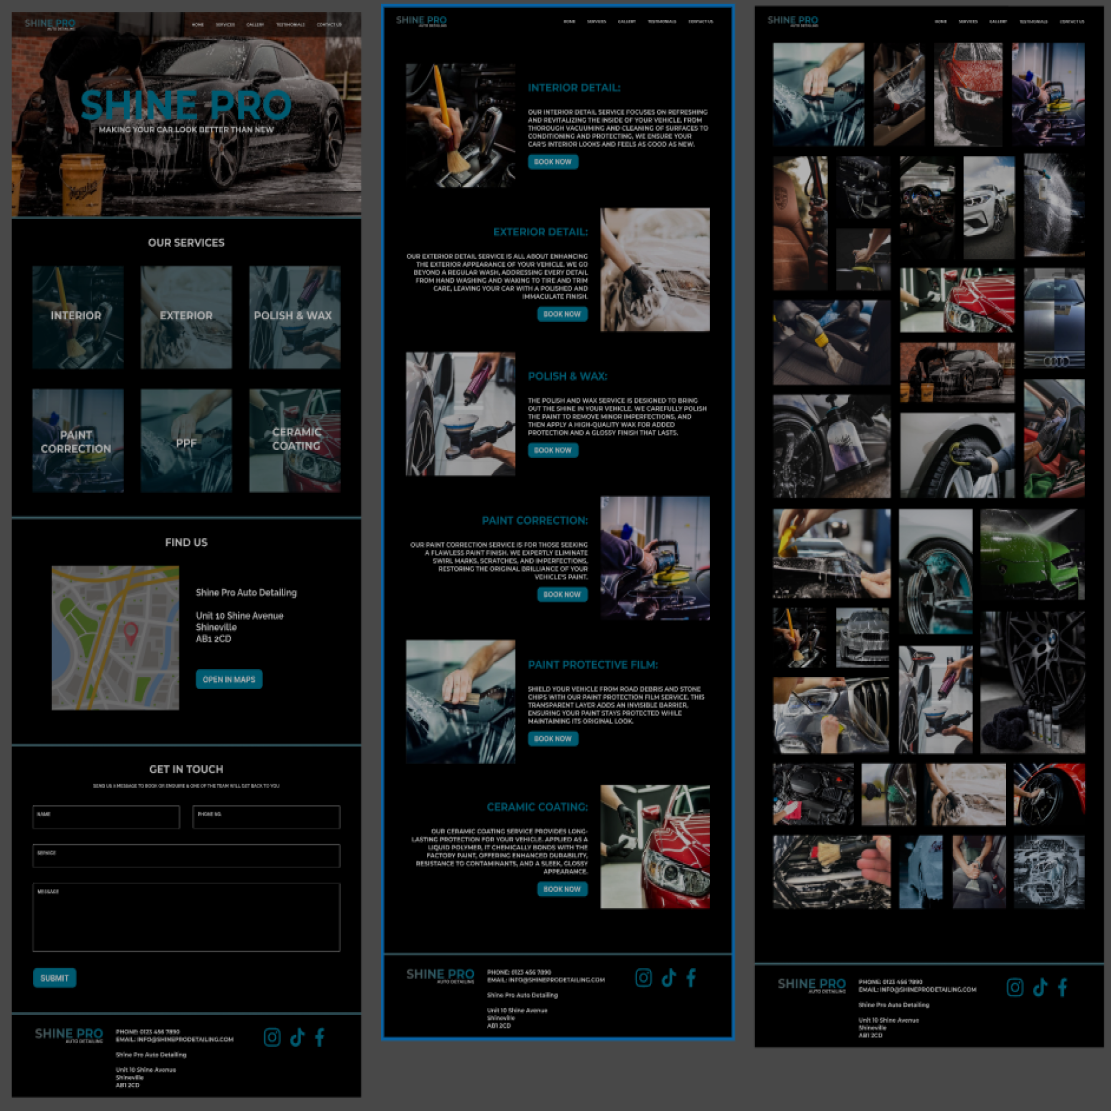 SHINE PRO
AUTO DETAILING
HOME SERVICES GALLERY TESTIMONIALS CONTACT US
SHINE PRO
MAKING YOUR CAR LOOK BETTER THAN NEW
OUR SERVICES
INTERIOR
EXTERIOR
POLISH & WAX
PAINT
CORRECTION
PPF
CERAMIC
COATING
FIND US
Shine Pro Auto Detailing
Unit 10 Shine Avenue
Shineville
AB1 2CD
OPEN IN MAPS
GET IN TOUCH
SEND US A MESSAGE TO BOOK OR ENQUIRE & ONE OF THE TEAM WILL GET BACK TO YOU
NAME
PHONE NO.
SERVICE
MESSAGE
SUBMIT
SHINE PRO
AUTO DETAILING
PHONE: 0123 456 7890
EMAIL: INFO@SHINEPRODETAILING.COM
Shine Pro Auto Detailing
Unit 10 Shine Avenue
Shineville
AB1 2CD
SHINE PRO
AUTO DETAILING
HOME SERVICES GALLERY TESTIMONIALS CONTACT US
INTERIOR DETAIL:
OUR INTERIOR DETAIL SERVICE FOCUSES ON REFRESHING
AND REVITALIZING THE INSIDE OF YOUR VEHICLE. FROM
THOROUGH VACUUMING AND CLEANING OF SURFACES TO
CONDITIONING AND PROTECTING, WE ENSURE YOUR
CAR'S INTERIOR LOOKS AND FEELS AS GOOD AS NEW.
BOOK NOW
EXTERIOR DETAIL:
OUR EXTERIOR DETAIL SERVICE IS ALL ABOUT ENHANCING
THE EXTERIOR APPEARANCE OF YOUR VEHICLE. WE GO
BEYOND A REGULAR WASH, ADDRESSING EVERY DETAIL
FROM HAND WASHING AND WAXING TO TIRE AND TRIM
CARE, LEAVING YOUR CAR WITH A POLISHED AND
IMMACULATE FINISH.
BOOK NOW
POLISH & WAX:
THE POLISH AND WAX SERVICE IS DESIGNED TO BRING
OUT THE SHINE IN YOUR VEHICLE. WE CAREFULLY POLISH
THE PAINT TO REMOVE MINOR IMPERFECTIONS, AND
THEN APPLY A HIGH-QUALITY WAX FOR ADDED
PROTECTION AND A GLOSSY FINISH THAT LASTS.
BOOK NOW
PAINT CORRECTION:
OUR PAINT CORRECTION SERVICE IS FOR THOSE SEEKING
A FLAWLESS PAINT FINISH. WE EXPERTLY ELIMINATE
SWIRL MARKS, SCRATCHES, AND IMPERFECTIONS,
RESTORING THE ORIGINAL BRILLIANCE OF YOUR
VEHICLE'S PAINT.
BOOK NOW
PAINT PROTECTIVE FILM:
SHIELD YOUR VEHICLE FROM ROAD DEBRIS AND STONE
CHIPS WITH OUR PAINT PROTECTION FILM SERVICE. THIS
TRANSPARENT LAYER ADDS AN INVISIBLE BARRIER,
ENSURING YOUR PAINT STAYS PROTECTED WHILE
MAINTAINING ITS ORIGINAL LOOK.
BOOK NOW
CERAMIC COATING:
OUR CERAMIC COATING SERVICE PROVIDES LONG-
LASTING PROTECTION FOR YOUR VEHICLE. APPLIED AS A
LIQUID POLYMER, IT CHEMICALLY BONDS WITH THE
FACTORY PAINT, OFFERING ENHANCED DURABILITY,
RESISTANCE TO CONTAMINANTS, AND A SLEEK, GLOSSY
APPEARANCE.
BOOK NOW
SHINE PRO
AUTO DETAILING
PHONE: 0123 456 7890
EMAIL: INFO@SHINEPRODETAILING.COM
Shine Pro Auto Detailing
Unit 10 Shine Avenue
Shineville
AB1 2CD
SHINE PRO
AUTO DETAILING
HOME SERVICES GALLERY TESTIMONIALS CONTACT US
SHINE PRO
AUTO DETAILING
PHONE: 0123 456 7890
EMAIL: INFO@SHINEPRODETAILING.COM
Shine Pro Auto Detailing
Unit 10 Shine Avenue
Shineville
AB1 2CD